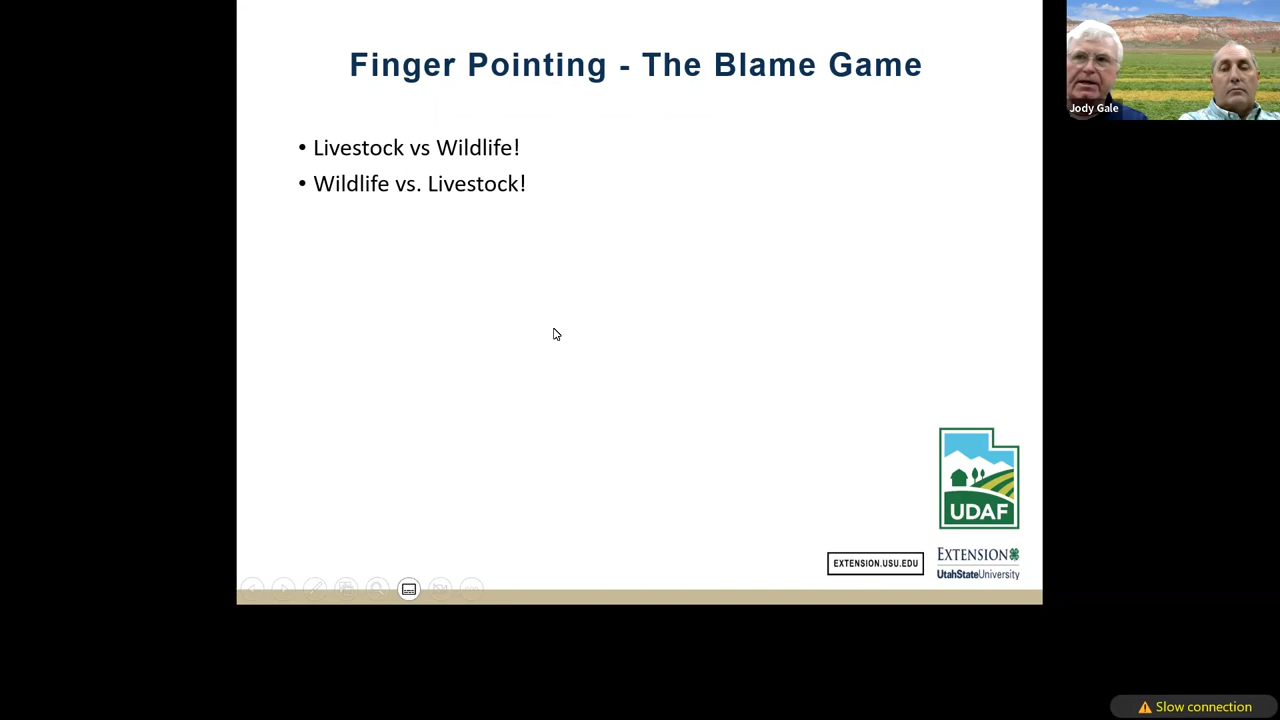 Finger Pointing - The Blame Game
• Livestock vs Wildlife!
• Wildlife vs. Livestock!
Jody Gale
UDAF
EXTENSION.USU.EDU
EXTENSION
UtahStateUniversity
Slow connection